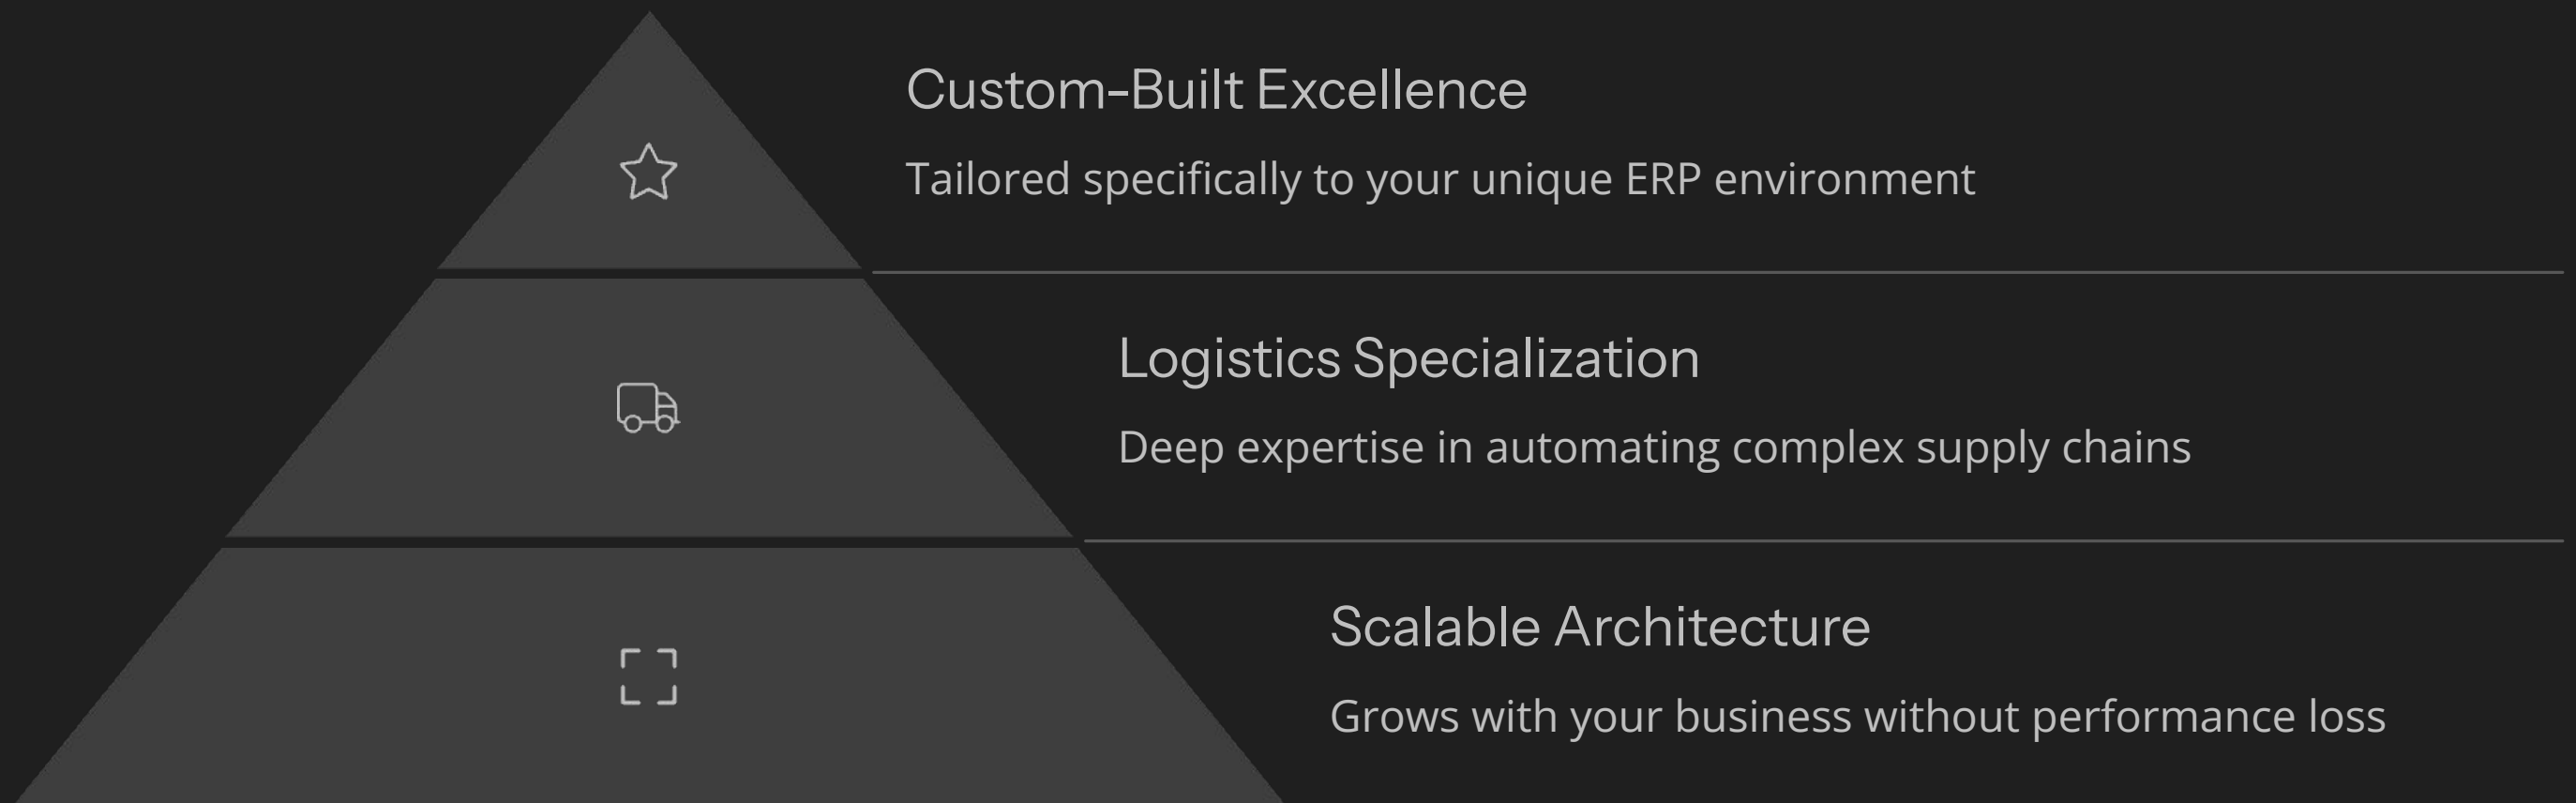 Custom-Built Excellence
Tailored specifically to your unique ERP environment
Logistics Specialization
Deep expertise in automating complex supply chains
Scalable Architecture
Grows with your business without performance loss